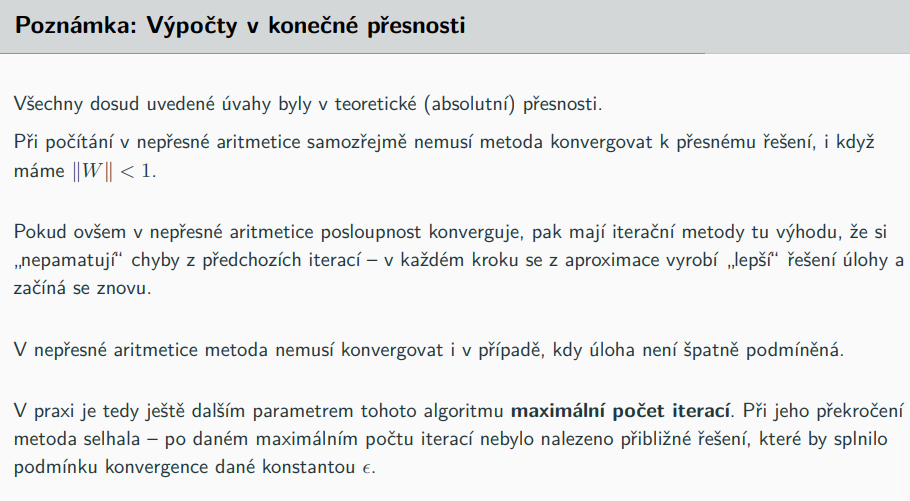 Poznámka: Výpočty v konečné přesnosti
Všechny dosud uvedené úvahy byly v teoretické (absolutní) přesnosti.
Při počítání v nepřesné aritmetice samozřejmě nemusí metoda konvergovat k přesnému řešení, i když
máme ‖W‖ < 1.
Pokud ovšem v nepřesné aritmetice posloupnost konverguje, pak mají iterační metody tu výhodu, že si
„nepamatují“ chyby z předchozích iterací – v každém kroku se z aproximace vyrobí „lepší“ řešení úlohy a
začíná se znovu.
V nepřesné aritmetice metoda nemusí konvergovat i v případě, kdy úloha není špatně podmíněná.
V praxi je tedy ještě dalším parametrem tohoto algoritmu maximální počet iterací. Při jeho překročení
metoda selhala – po daném maximálním počtu iterací nebylo nalezeno přibližné řešení, které by splnilo
podmínku konvergence dané konstantou ϵ.